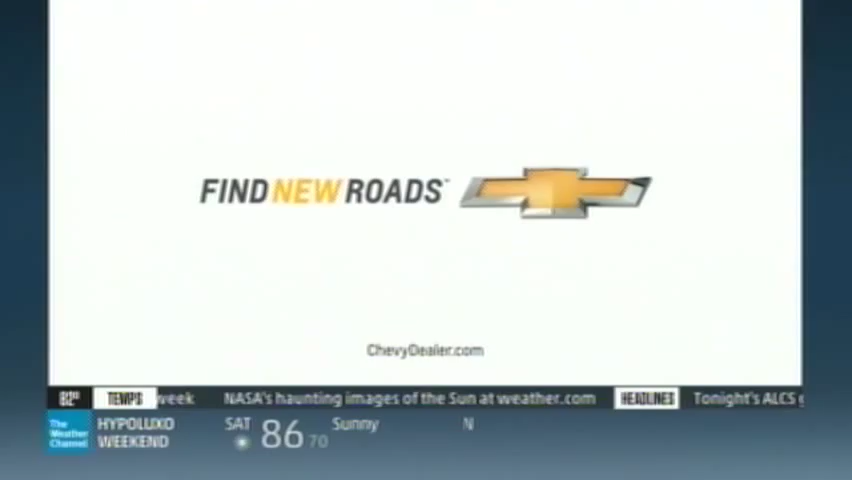 FIND NEW ROADS™
ChevyDealer.com
82° TEMPS week NASA's haunting images of the Sun at weather.com HEADLINES Tonight's ALCS g
The Weather Channel
HYPOLUXO WEEKEND
SAT 86 70 Sunny N